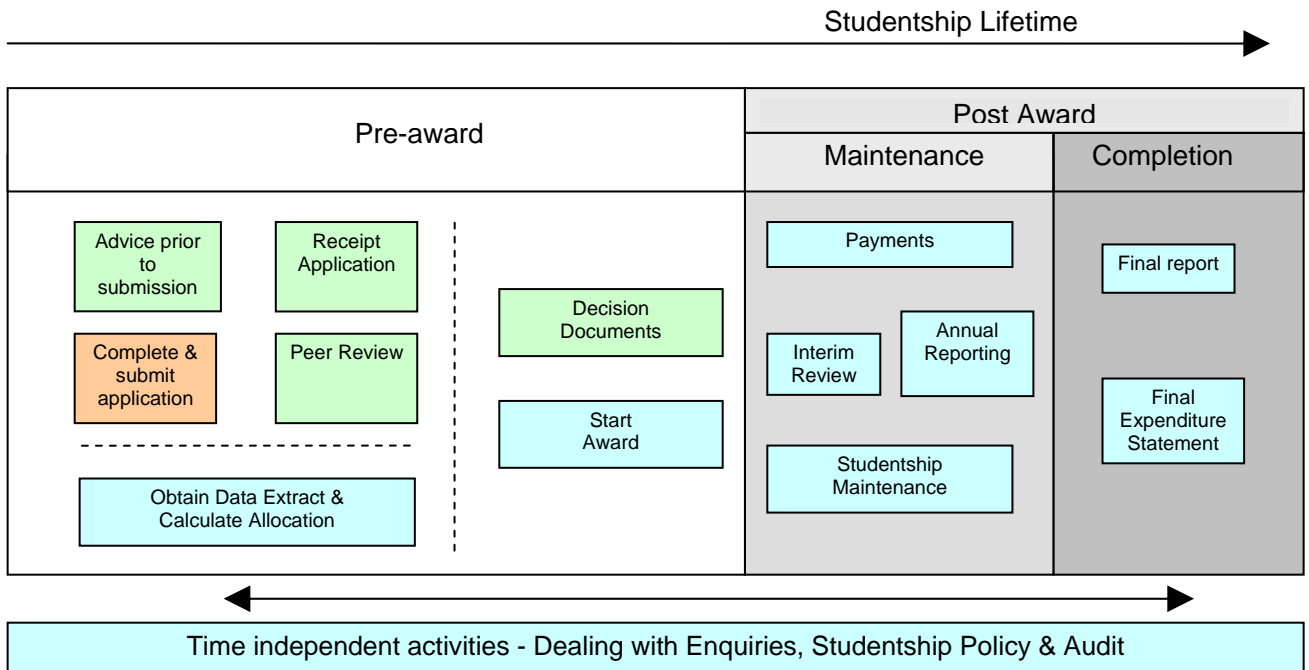 Studentship Lifetime
Pre-award
Post Award
Maintenance
Completion
Advice prior
to
submission
Receipt
Application
Complete &
submit
application
Peer Review
Obtain Data Extract &
Calculate Allocation
Decision
Documents
Start
Award
Payments
Interim
Review
Annual
Reporting
Studentship
Maintenance
Final report
Final
Expenditure
Statement
Time independent activities - Dealing with Enquiries, Studentship Policy & Audit